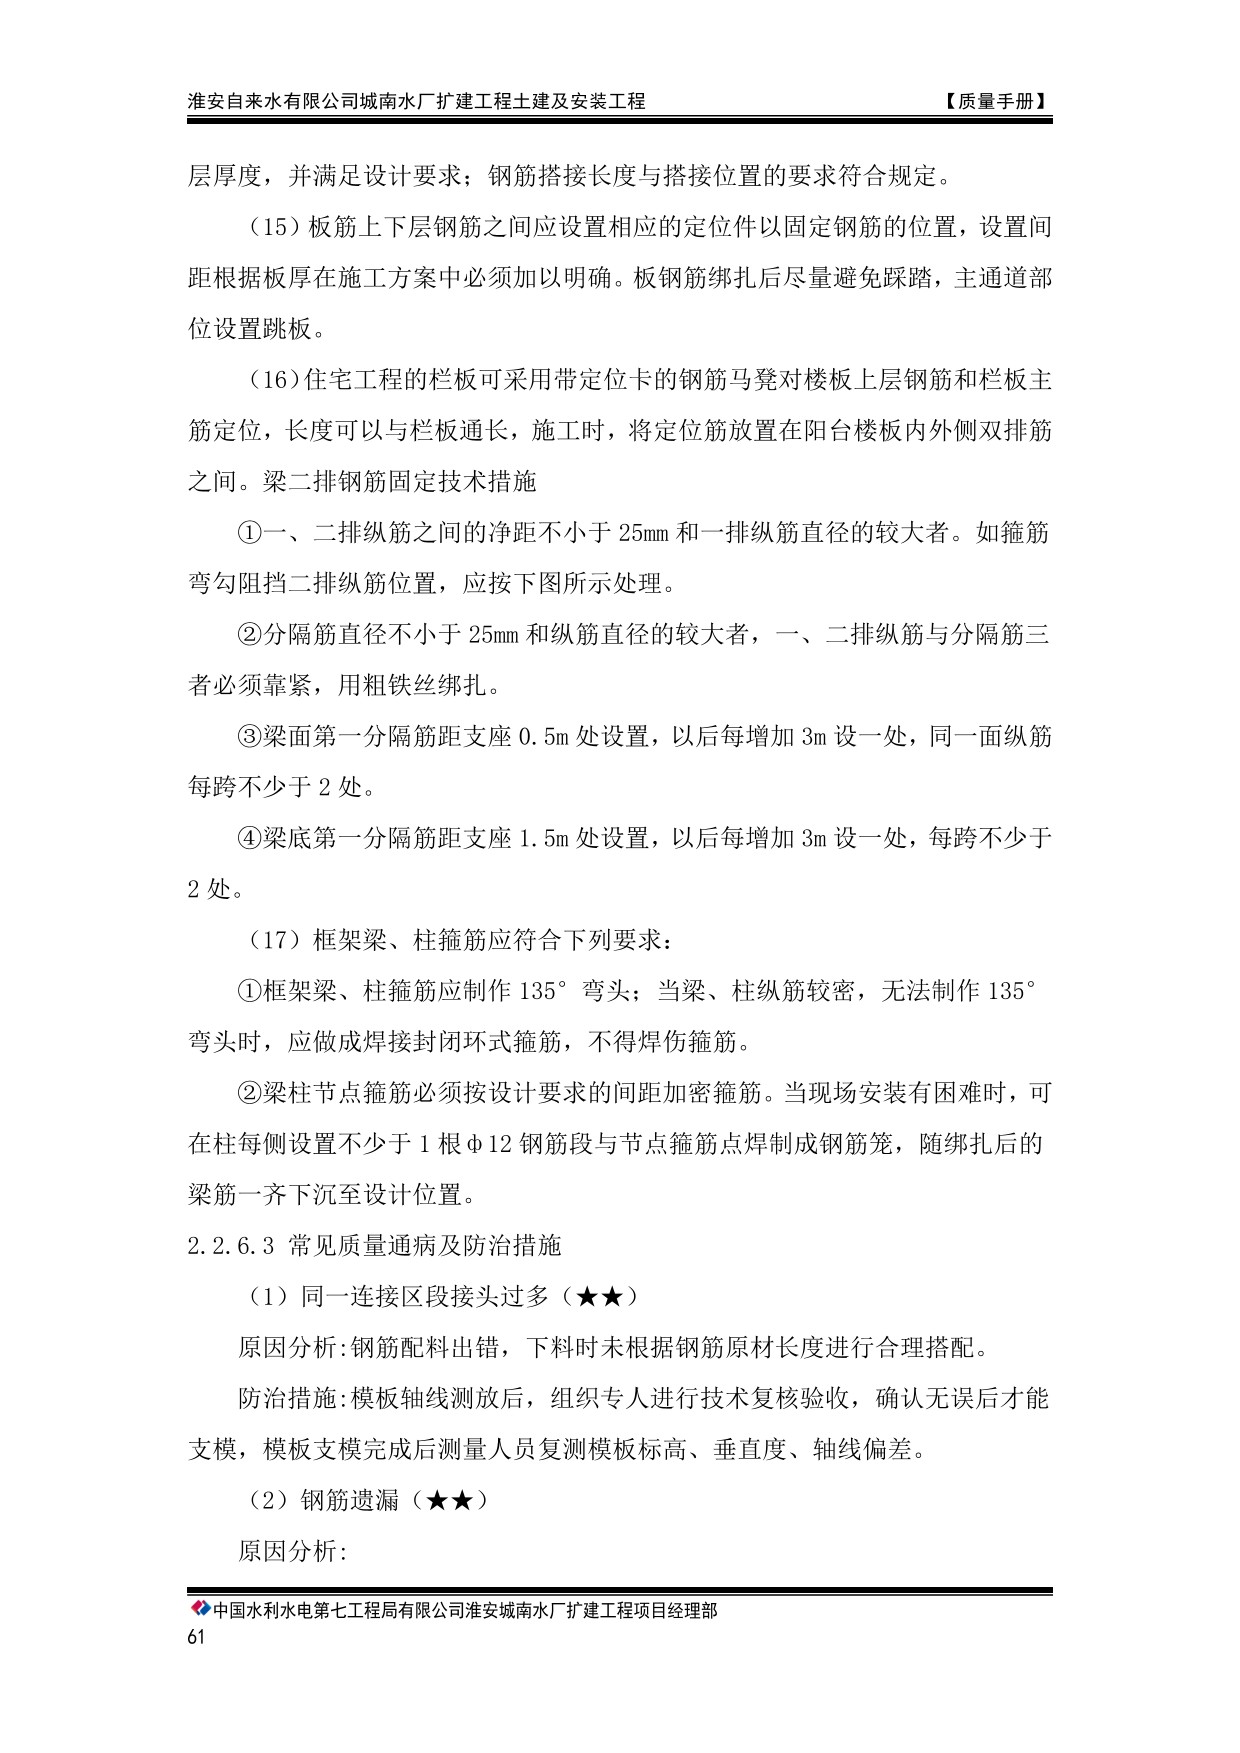 淮安自来水有限公司城南水厂扩建工程土建及安装工程 【质量手册】
层厚度，并满足设计要求；钢筋搭接长度与搭接位置的要求符合规定。
（15）板筋上下层钢筋之间应设置相应的定位件以固定钢筋的位置，设置间
距根据板厚在施工方案中必须加以明确。板钢筋绑扎后尽量避免踩踏，主通道部
位设置跳板。
（16）住宅工程的栏板可采用带定位卡的钢筋马凳对楼板上层钢筋和栏板主
筋定位，长度可以与栏板通长，施工时，将定位筋放置在阳台楼板内外侧双排筋
之间。梁二排钢筋固定技术措施
①一、二排纵筋之间的净距不小于 25mm 和一排纵筋直径的较大者。如箍筋
弯勾阻挡二排纵筋位置，应按下图所示处理。
②分隔筋直径不小于 25mm 和纵筋直径的较大者，一、二排纵筋与分隔筋三
者必须靠紧，用粗铁丝绑扎。
③梁面第一分隔筋距支座 0.5m 处设置，以后每增加 3m 设一处，同一面纵筋
每跨不少于 2 处。
④梁底第一分隔筋距支座 1.5m 处设置，以后每增加 3m 设一处，每跨不少于
2 处。
（17）框架梁、柱箍筋应符合下列要求：
①框架梁、柱箍筋应制作 135°弯头；当梁、柱纵筋较密，无法制作 135°
弯头时，应做成焊接封闭环式箍筋，不得焊伤箍筋。
②梁柱节点箍筋必须按设计要求的间距加密箍筋。当现场安装有困难时，可
在柱每侧设置不少于 1 根ф12 钢筋段与节点箍筋点焊制成钢筋笼，随绑扎后的
梁筋一齐下沉至设计位置。
2.2.6.3 常见质量通病及防治措施
（1）同一连接区段接头过多（★★）
原因分析:钢筋配料出错，下料时未根据钢筋原材长度进行合理搭配。
防治措施:模板轴线测放后，组织专人进行技术复核验收，确认无误后才能
支模，模板支模完成后测量人员复测模板标高、垂直度、轴线偏差。
（2）钢筋遗漏（★★）
原因分析:
中国水利水电第七工程局有限公司淮安城南水厂扩建工程项目经理部
61